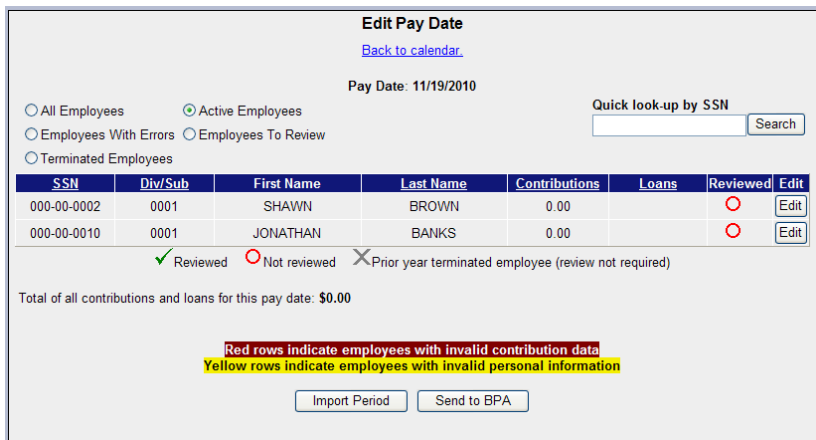 Edit Pay Date
Back to calendar.
Pay Date: 11/19/2010
All Employees Active Employees Quick look-up by SSN
Employees With Errors Employees To Review Search
Terminated Employees
SSN Div/Sub First Name Last Name Contributions Loans Reviewed Edit
000-00-0002 0001 SHAWN BROWN 0.00 Edit
000-00-0010 0001 JONATHAN BANKS 0.00 Edit
Reviewed Not reviewed Prior year terminated employee (review not required)
Total of all contributions and loans for this pay date: $0.00
Red rows indicate employees with invalid contribution data
Yellow rows indicate employees with invalid personal information
Import Period Send to BPA